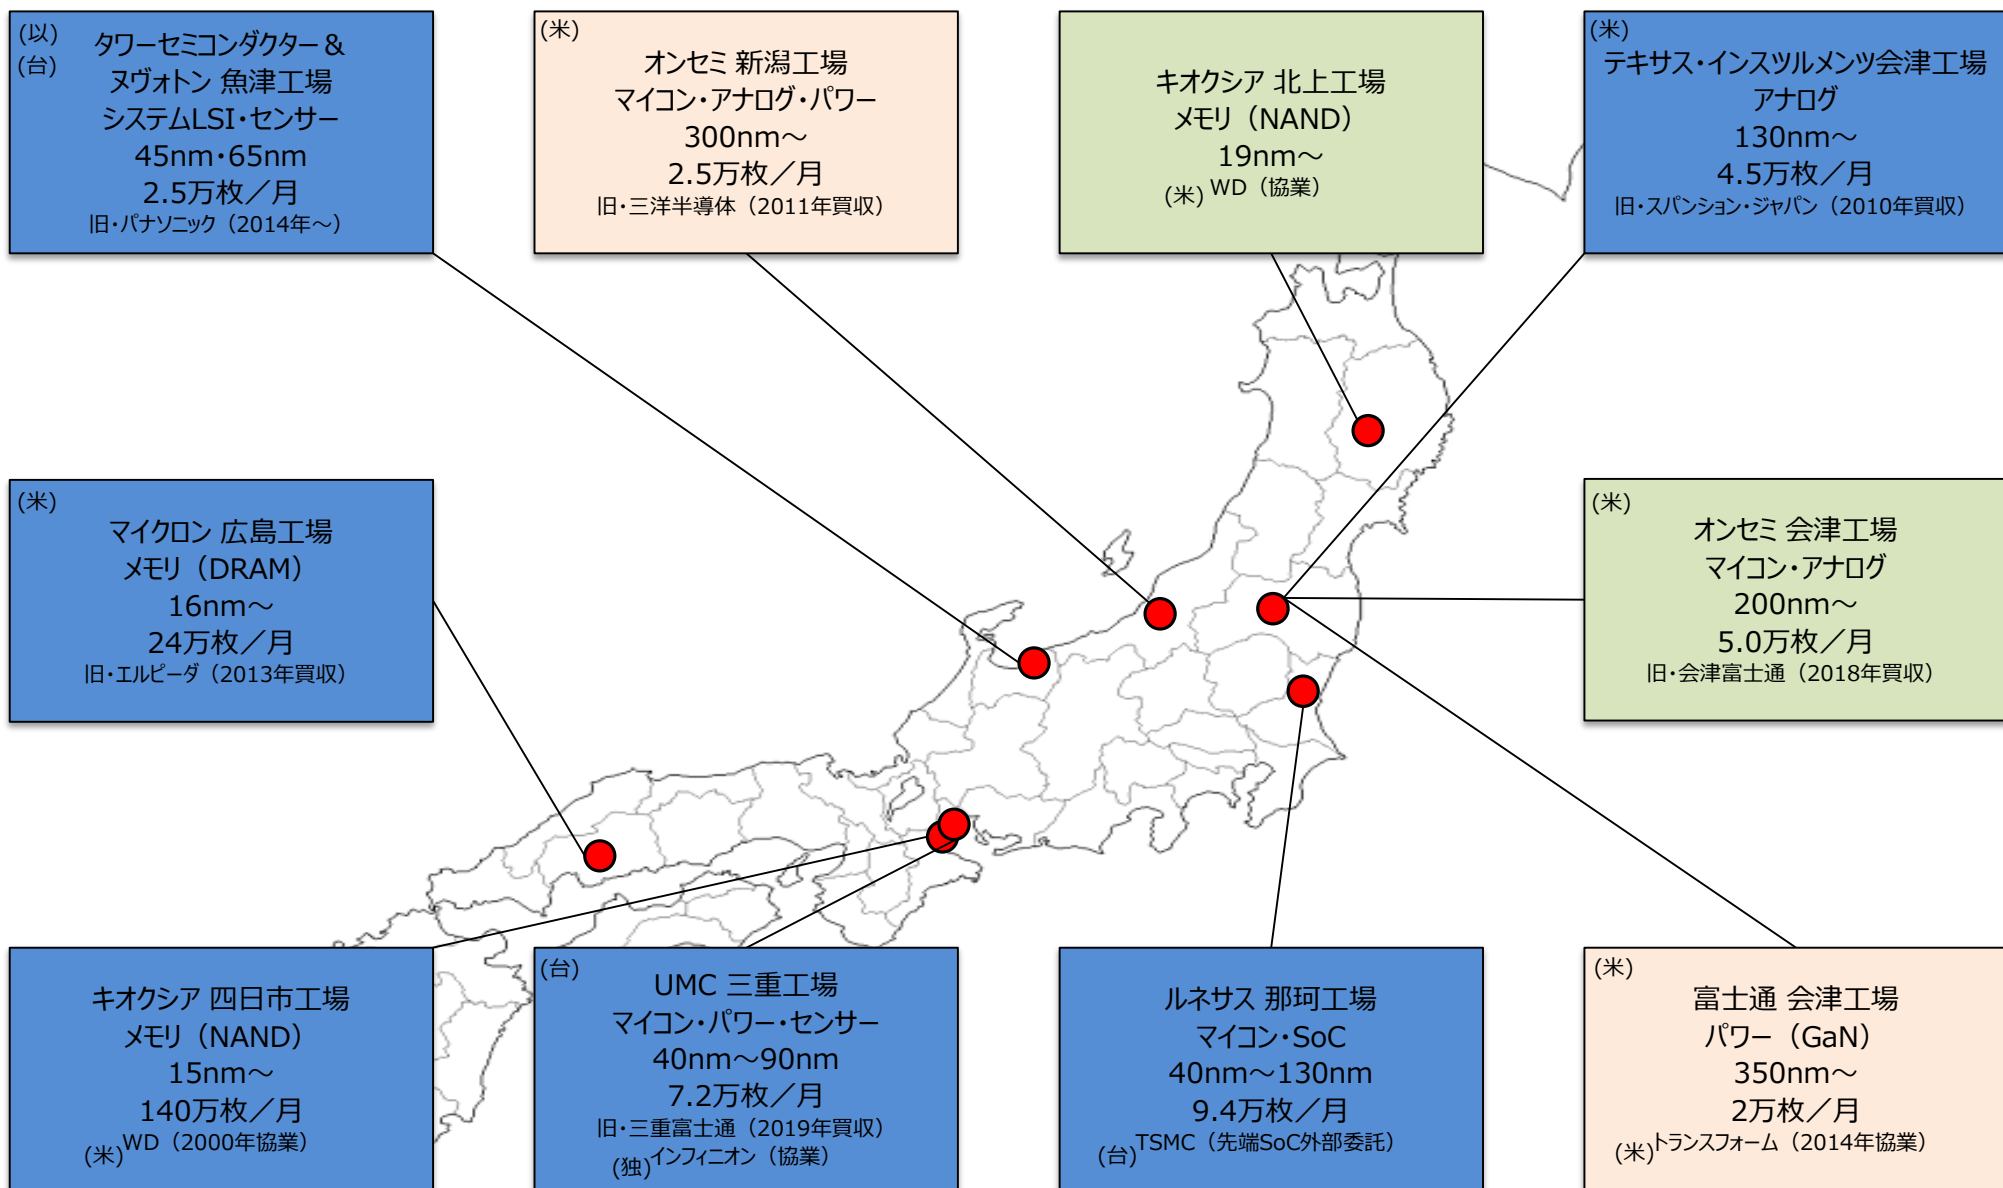 (以)
(台)
タワーセミコンダクター＆
ヌヴォトン 魚津工場
システムLSI・センサー
45nm・65nm
2.5万枚／月
旧・パナソニック（2014年～）
(米)
オンセミ 新潟工場
マイコン・アナログ・パワー
300nm～
2.5万枚／月
旧・三洋半導体（2011年買収）
キオクシア 北上工場
メモリ（NAND）
19nm～
(米) WD（協業）
(米)
テキサス・インスツルメンツ会津工場
アナログ
130nm～
4.5万枚／月
旧・スパンション・ジャパン（2010年買収）
(米)
マイクロン 広島工場
メモリ（DRAM）
16nm～
24万枚／月
旧・エルピーダ（2013年買収）
(米)
オンセミ 会津工場
マイコン・アナログ
200nm～
5.0万枚／月
旧・会津富士通（2018年買収）
キオクシア 四日市工場
メモリ（NAND）
15nm～
140万枚／月
(米) WD（2000年協業）
(台)
UMC 三重工場
マイコン・パワー・センサー
40nm～90nm
7.2万枚／月
旧・三重富士通（2019年買収）
(独) インフィニオン（協業）
ルネサス 那珂工場
マイコン・SoC
40nm～130nm
9.4万枚／月
(台) TSMC（先端SoC外部委託）
(米)
富士通 会津工場
パワー（GaN）
350nm～
2万枚／月
(米) トランスフォーム（2014年協業）